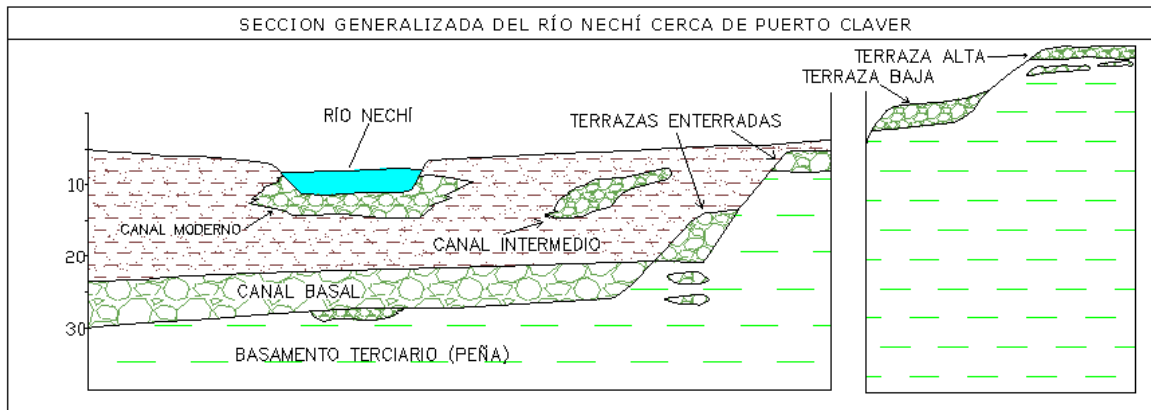 SECCION GENERALIZADA DEL RÍO NECHÍ CERCA DE PUERTO CLAVER
TERRAZA ALTA
TERRAZA BAJA
RÍO NECHÍ
TERRAZAS ENTERRADAS
10
CANAL MODERNO
CANAL INTERMEDIO
20
CANAL BASAL
30
BASAMENTO TERCIARIO (PEÑA)